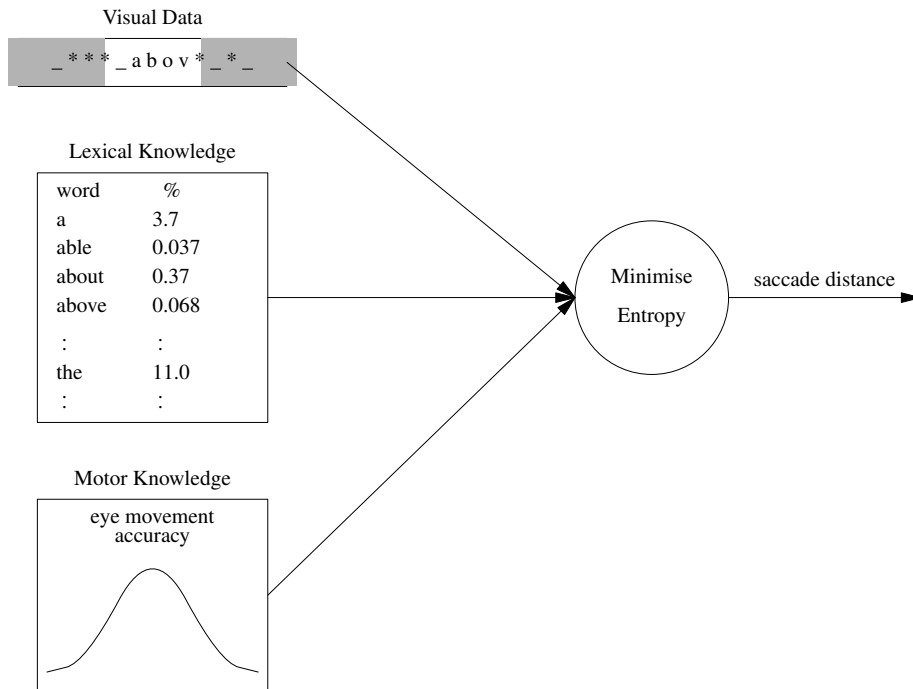 Visual Data
_ * * * _ a b o v * _ * _
Lexical Knowledge
word %
a 3.7
able 0.037
about 0.37
above 0.068
: :
the 11.0
: :
Motor Knowledge
eye movement
accuracy
Minimise
Entropy
saccade distance